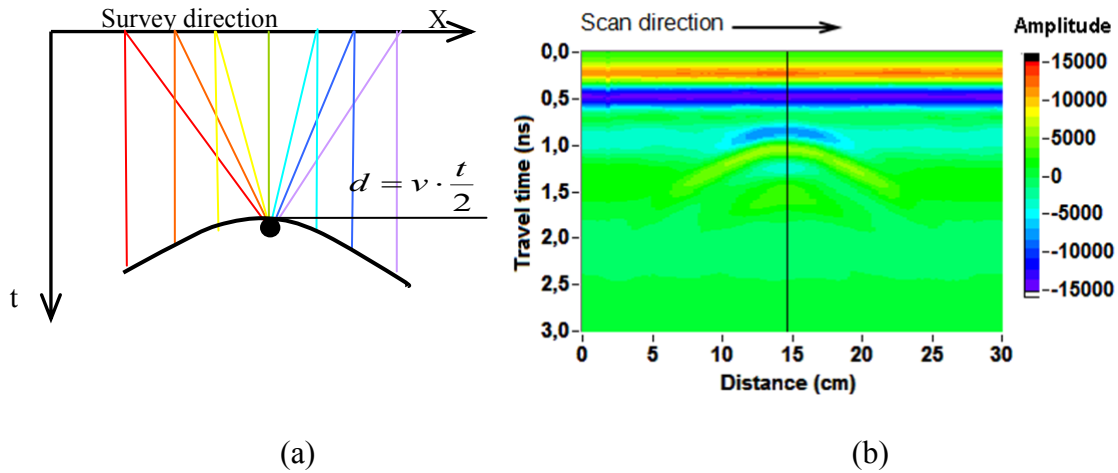 Survey direction
X
d = v · t/2
t
(a)
Scan direction
Amplitude
Travel time (ns)
0,0
0,5
1,0
1,5
2,0
2,5
3,0
0
5
10
15
20
25
30
Distance (cm)
15000
10000
5000
0
-5000
-10000
-15000
(b)